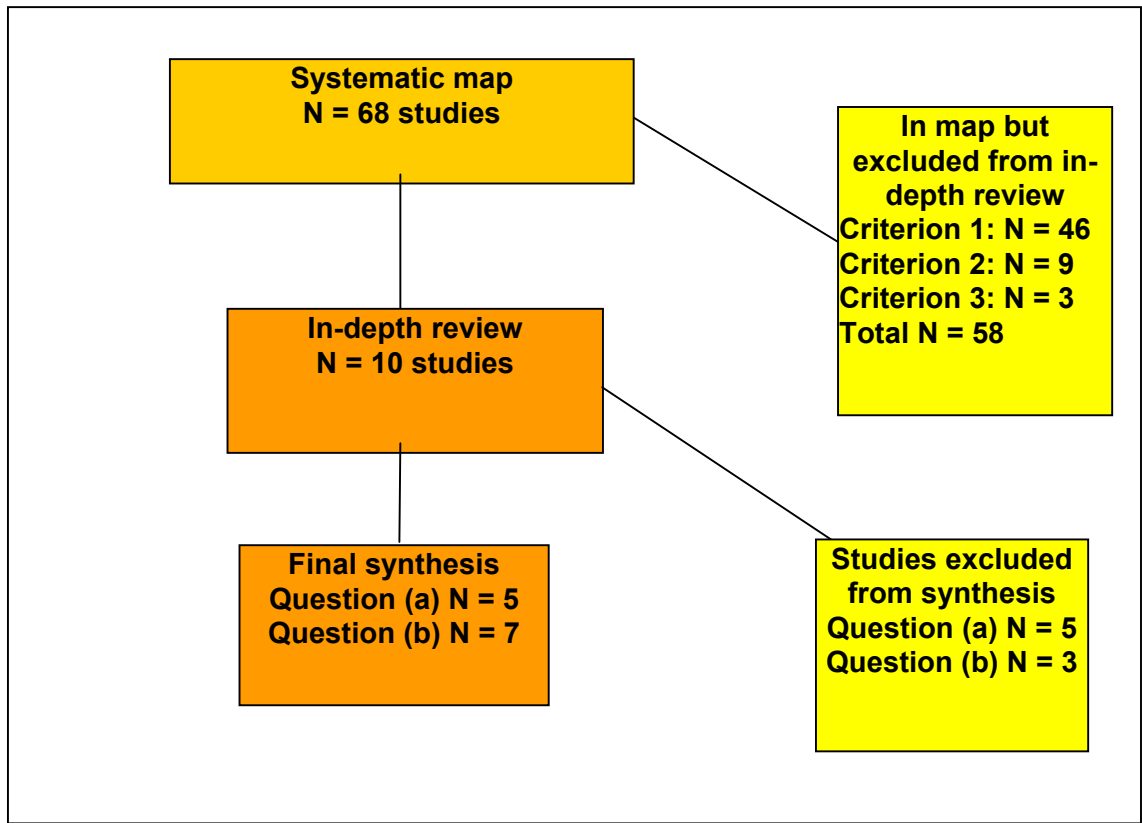 Systematic map
N = 68 studies
In map but
excluded from in-
depth review
Criterion 1: N = 46
Criterion 2: N = 9
Criterion 3: N = 3
Total N = 58
In-depth review
N = 10 studies
Final synthesis
Question (a) N = 5
Question (b) N = 7
Studies excluded
from synthesis
Question (a) N = 5
Question (b) N = 3